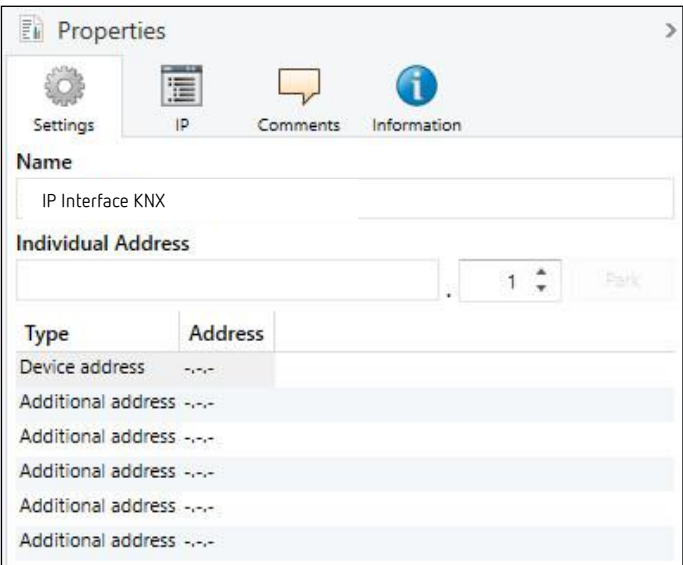 Properties
Settings IP Comments Information
Name
IP Interface KNX
Individual Address
. 1 Park
Type Address
Device address -.-.-
Additional address -.-.-
Additional address -.-.-
Additional address -.-.-
Additional address -.-.-
Additional address -.-.-